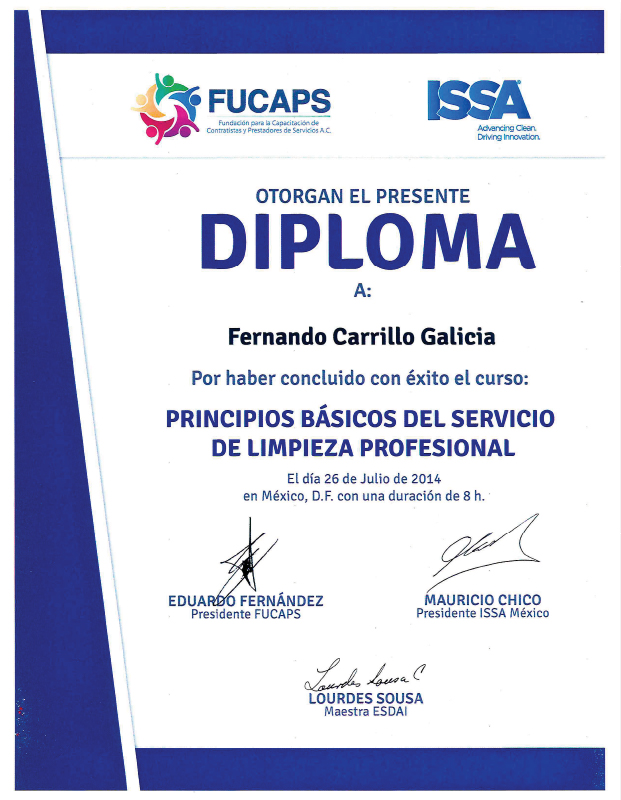 FUCAPS
Fundación para la Capacitación de
Contratistas y Prestadores de Servicios A.C.
ISSA
Advancing Clean.
Driving Innovation.
OTORGAN EL PRESENTE
DIPLOMA
A:
Fernando Carrillo Galicia
Por haber concluido con éxito el curso:
PRINCIPIOS BÁSICOS DEL SERVICIO
DE LIMPIEZA PROFESIONAL
El día 26 de Julio de 2014
en México, D.F. con una duración de 8 h.
EDUARDO FERNÁNDEZ
Presidente FUCAPS
MAURICIO CHICO
Presidente ISSA México
Lourdes Sousa C
LOURDES SOUSA
Maestra ESDAI